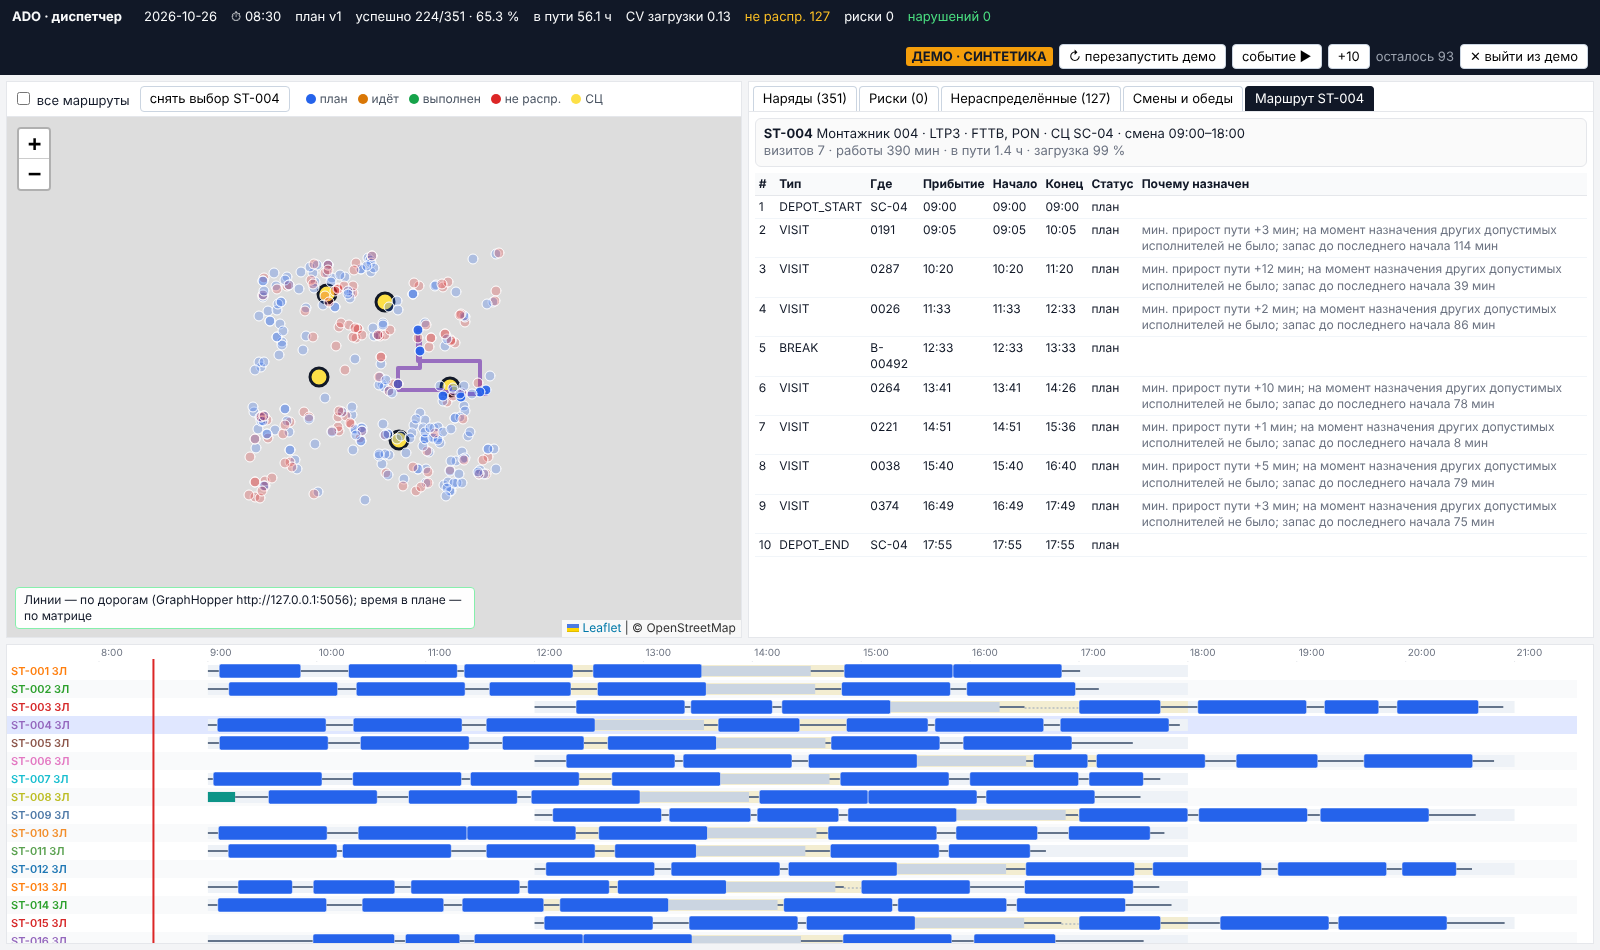 ADO · диспетчер 2026-10-26 ⏱ 08:30 план v1 успешно 224/351 · 65.3 % в пути 56.1 ч CV загрузки 0.13 не распр. 127 риски 0 нарушений 0
ДЕМО · СИНТЕТИКА ↻ перезапустить демо событие ▶ +10 осталось 93 ✕ выйти из демо
все маршруты снять выбор ST-004 план идёт выполнен не распр. СЦ
+
−
Линии — по дорогам (GraphHopper http://127.0.0.1:5056); время в плане —
по матрице
Leaflet | © OpenStreetMap
Наряды (351) Риски (0) Нераспределённые (127) Смены и обеды Маршрут ST-004
ST-004 Монтажник 004 · LTP3 · FTTB, PON · СЦ SC-04 · смена 09:00–18:00
визитов 7 · работы 390 мин · в пути 1.4 ч · загрузка 99 %
# Тип Где Прибытие Начало Конец Статус Почему назначен
1 DEPOT_START SC-04 09:00 09:00 09:00 план
2 VISIT 0191 09:05 09:05 10:05 план мин. прирост пути +3 мин; на момент назначения других допустимых
исполнителей не было; запас до последнего начала 114 мин
3 VISIT 0287 10:20 10:20 11:20 план мин. прирост пути +12 мин; на момент назначения других допустимых
исполнителей не было; запас до последнего начала 39 мин
4 VISIT 0026 11:33 11:33 12:33 план мин. прирост пути +2 мин; на момент назначения других допустимых
исполнителей не было; запас до последнего начала 86 мин
5 BREAK B- 12:33 12:33 13:33 план
00492
6 VISIT 0264 13:41 13:41 14:26 план мин. прирост пути +10 мин; на момент назначения других допустимых
исполнителей не было; запас до последнего начала 78 мин
7 VISIT 0221 14:51 14:51 15:36 план мин. прирост пути +1 мин; на момент назначения других допустимых
исполнителей не было; запас до последнего начала 8 мин
8 VISIT 0038 15:40 15:40 16:40 план мин. прирост пути +5 мин; на момент назначения других допустимых
исполнителей не было; запас до последнего начала 79 мин
9 VISIT 0374 16:49 16:49 17:49 план мин. прирост пути +3 мин; на момент назначения других допустимых
исполнителей не было; запас до последнего начала 75 мин
10 DEPOT_END SC-04 17:55 17:55 17:55 план
8:00 9:00 10:00 11:00 12:00 13:00 14:00 15:00 16:00 17:00 18:00 19:00 20:00 21:00
ST-001 ЗЛ
ST-002 ЗЛ
ST-003 ЗЛ
ST-004 ЗЛ
ST-005 ЗЛ
ST-006 ЗЛ
ST-007 ЗЛ
ST-008 ЗЛ
ST-009 ЗЛ
ST-010 ЗЛ
ST-011 ЗЛ
ST-012 ЗЛ
ST-013 ЗЛ
ST-014 ЗЛ
ST-015 ЗЛ
ST-016 ЗЛ